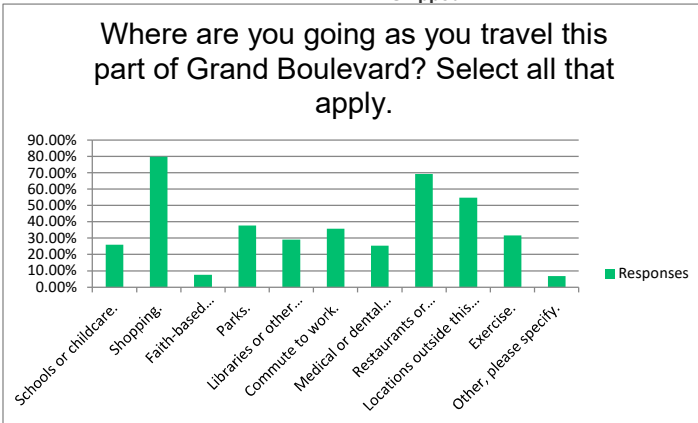 Where are you going as you travel this
part of Grand Boulevard? Select all that
apply.
90.00%
80.00%
70.00%
60.00%
50.00%
40.00%
30.00%
20.00%
10.00%
0.00%
Schools or childcare.
Shopping.
Faith-based...
Parks.
Libraries or other...
Commute to work.
Medical or dental...
Restaurants or...
Locations outside this...
Exercise.
Other, please specify.
Responses